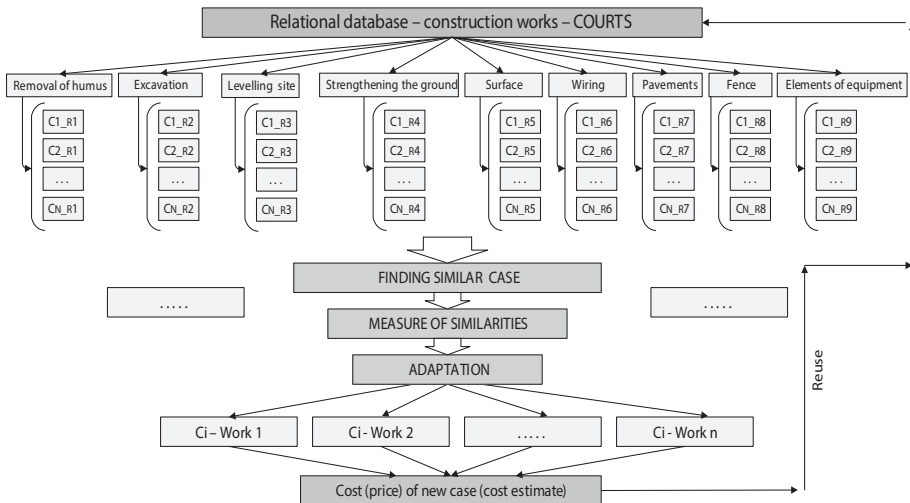 Relational database – construction works – COURTS
Removal of humus Excavation Levelling site Strengthening the ground Surface Wiring Pavements Fence Elements of equipment
C1_R1 C1_R2 C1_R3 C1_R4 C1_R5 C1_R6 C1_R7 C1_R8 C1_R9
C2_R1 C2_R2 C2_R3 C2_R4 C2_R5 C2_R6 C2_R7 C2_R8 C2_R9
... ... ... ... ... ... ... ... ...
CN_R1 CN_R2 CN_R3 CN_R4 CN_R5 CN_R6 CN_R7 CN_R8 CN_R9
FINDING SIMILAR CASE
..... .....
MEASURE OF SIMILARITIES
ADAPTATION
Reuse
Ci – Work 1 Ci - Work 2 ..... Ci - Work n
Cost (price) of new case (cost estimate)